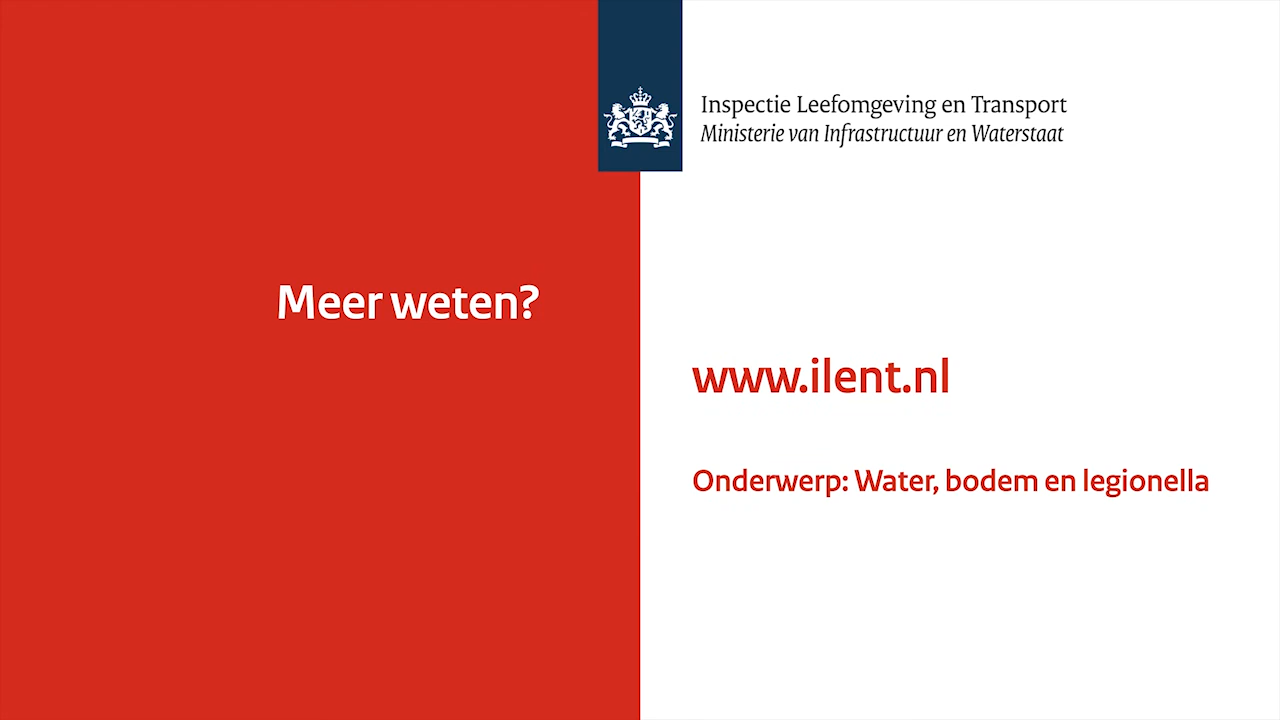 Inspectie Leefomgeving en Transport
Ministerie van Infrastructuur en Waterstaat
Meer weten?
www.ilent.nl
Onderwerp: Water, bodem en legionella